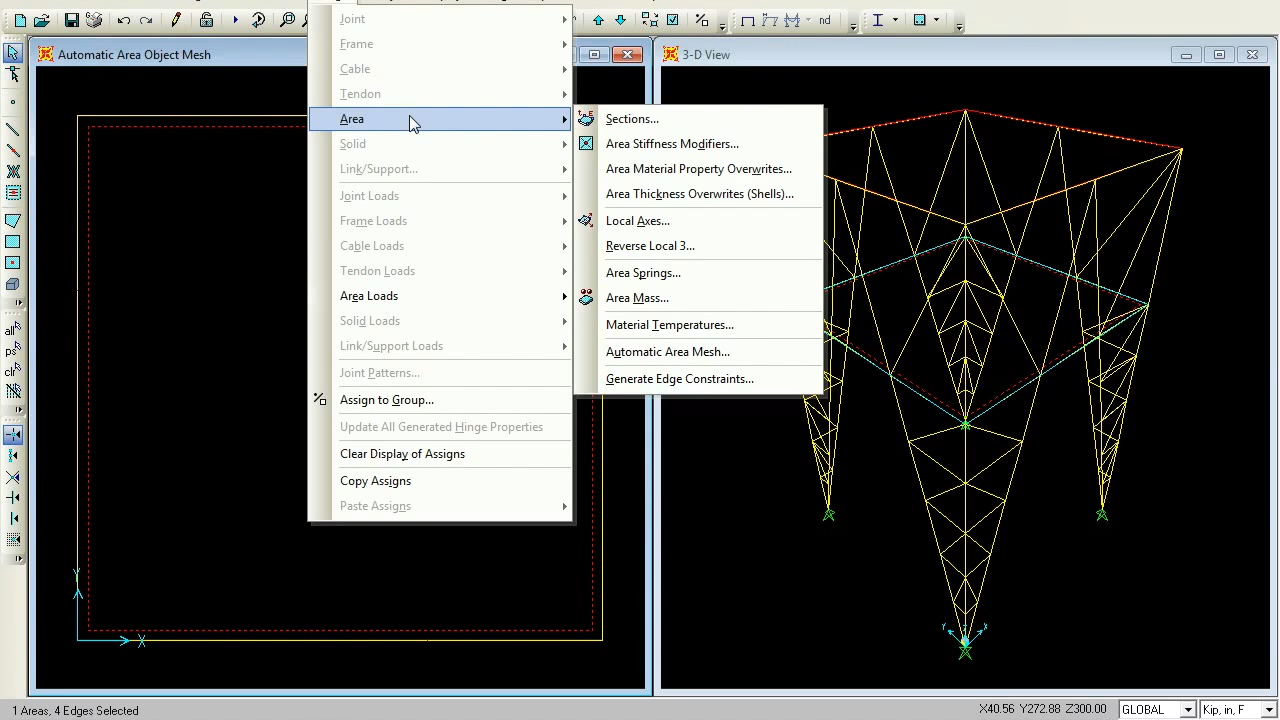 nd
Automatic Area Object Mesh
3-D View
Joint
Frame
Cable
Tendon
Area
Solid
Link/Support...
Joint Loads
Frame Loads
Cable Loads
Tendon Loads
Area Loads
Solid Loads
Link/Support Loads
Joint Patterns...
Assign to Group...
Update All Generated Hinge Properties
Clear Display of Assigns
Copy Assigns
Paste Assigns
Sections...
Area Stiffness Modifiers...
Area Material Property Overwrites...
Area Thickness Overwrites (Shells)...
Local Axes...
Reverse Local 3...
Area Springs...
Area Mass...
Material Temperatures...
Automatic Area Mesh...
Generate Edge Constraints...
all
ps
clr
Y
X
Y
X
1 Areas, 4 Edges Selected
X40.56 Y272.88 Z300.00
GLOBAL
Kip, in, F